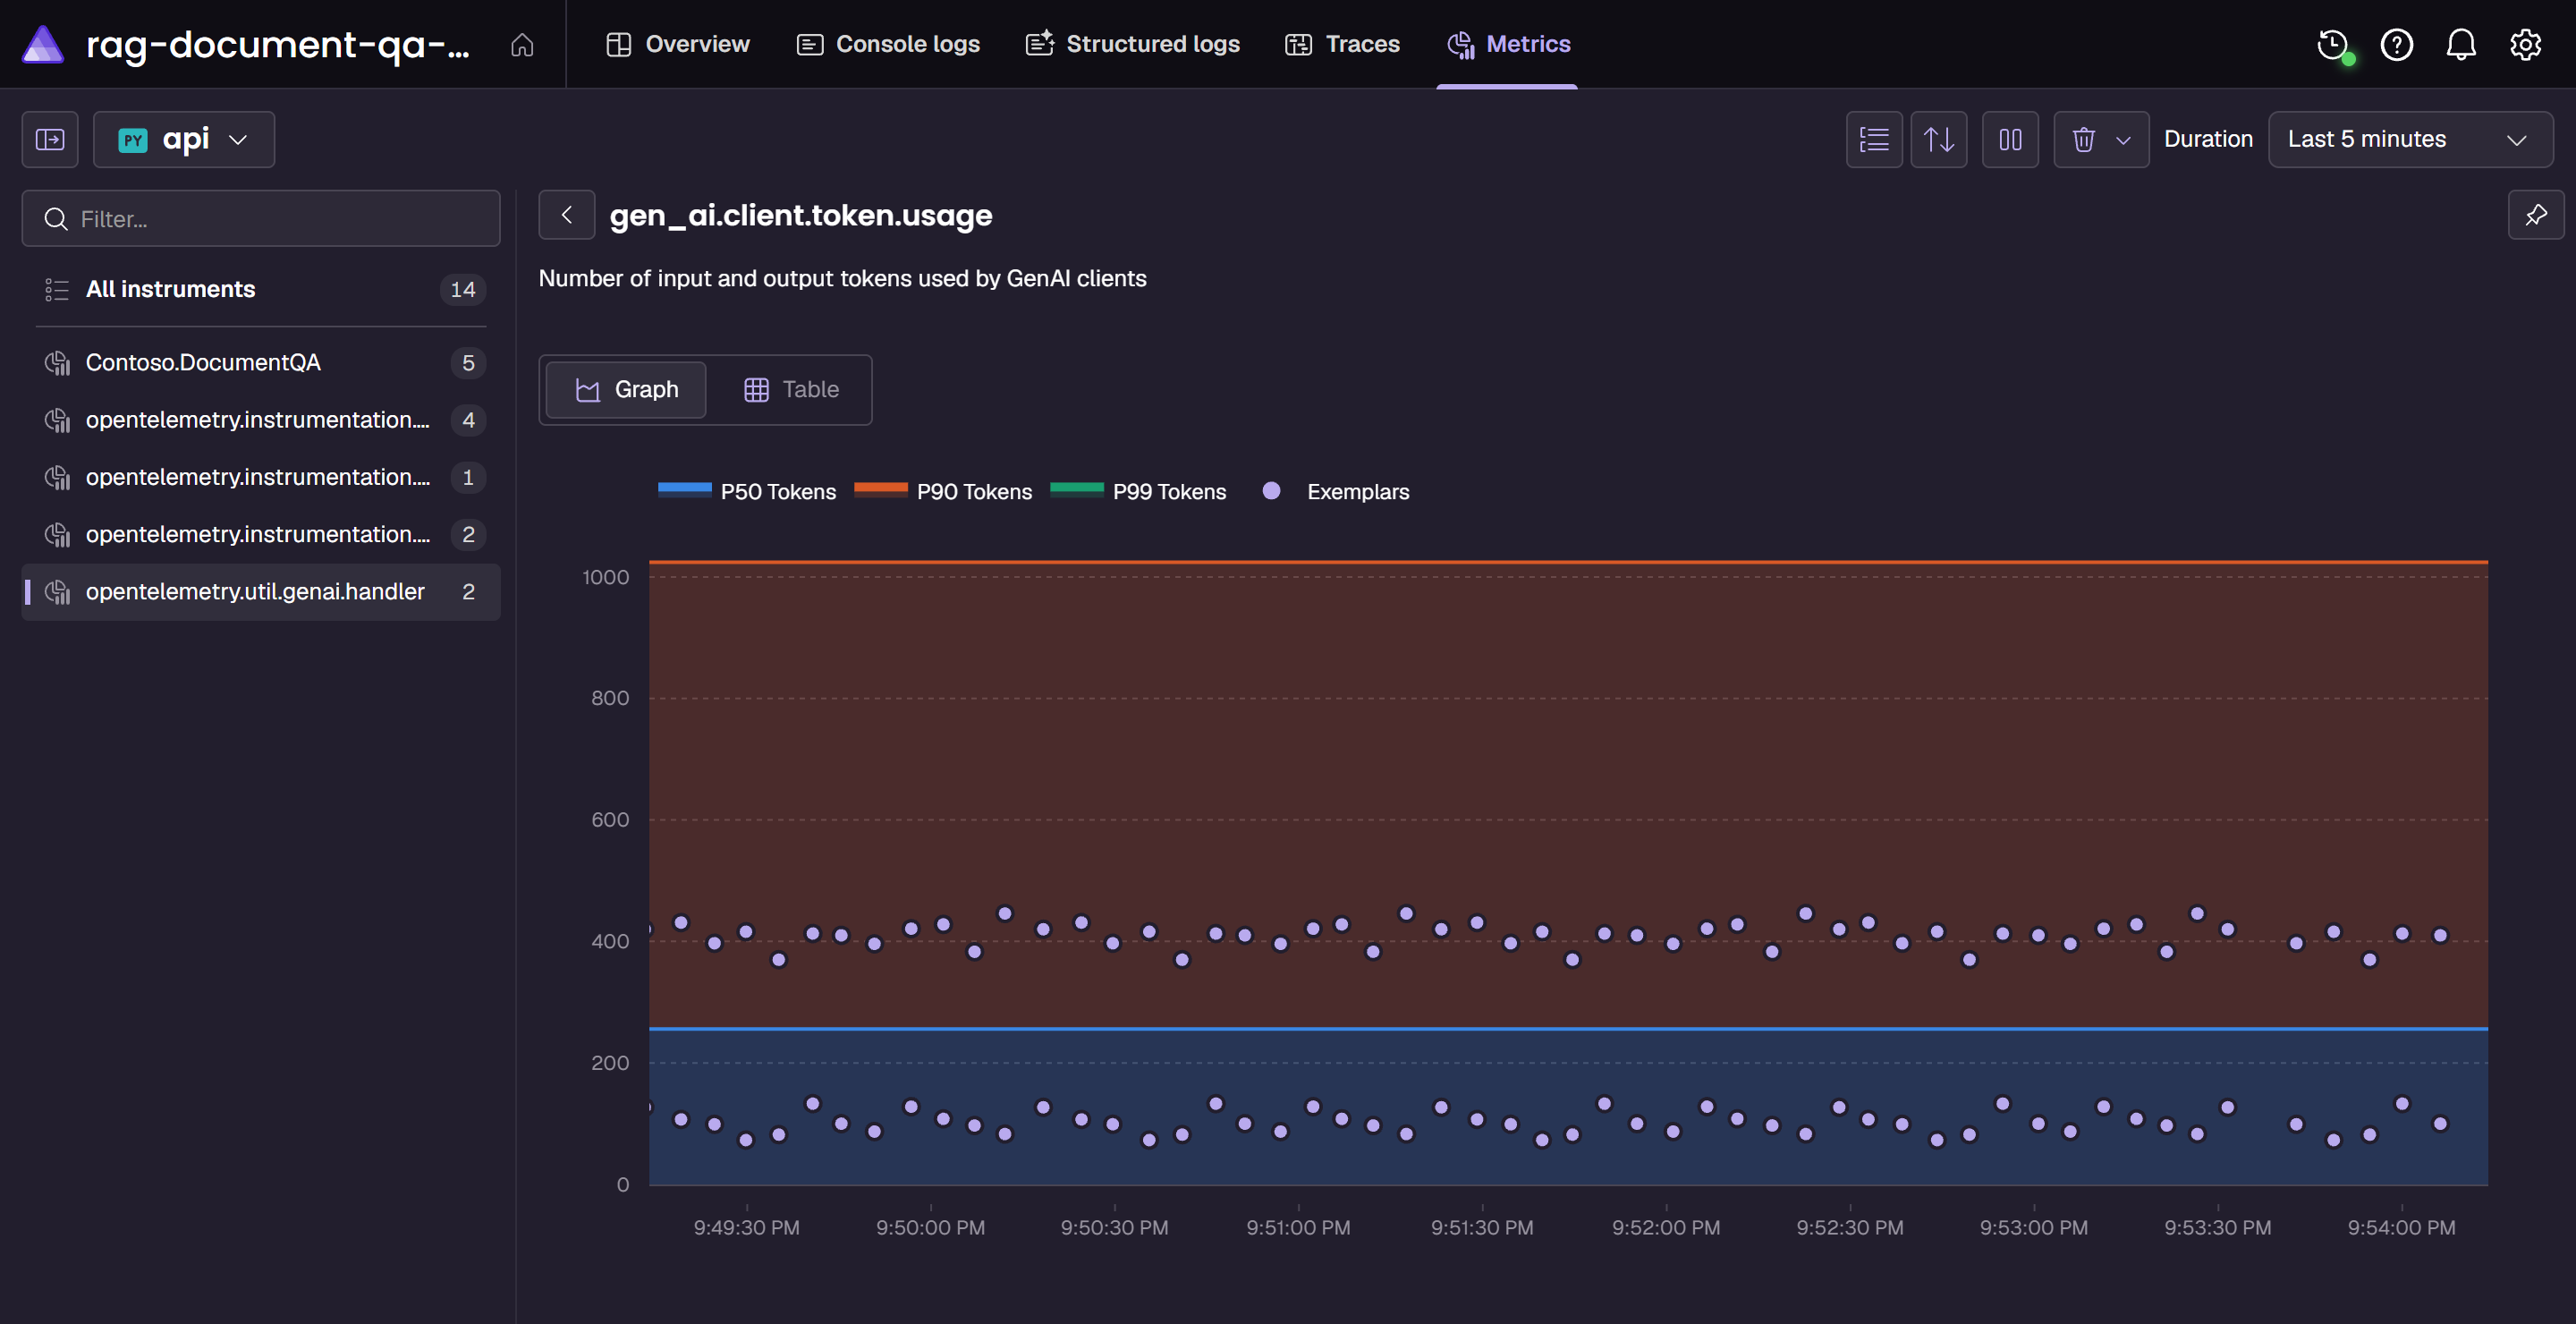 rag-document-qa-...
Overview
Console logs
Structured logs
Traces
Metrics
PY api
Duration
Last 5 minutes
Filter...
All instruments 14
Contoso.DocumentQA 5
opentelemetry.instrumentation.... 4
opentelemetry.instrumentation.... 1
opentelemetry.instrumentation.... 2
opentelemetry.util.genai.handler 2
gen_ai.client.token.usage
Number of input and output tokens used by GenAI clients
Graph
Table
P50 Tokens P90 Tokens P99 Tokens Exemplars
1000
800
600
400
200
0
9:49:30 PM 9:50:00 PM 9:50:30 PM 9:51:00 PM 9:51:30 PM 9:52:00 PM 9:52:30 PM 9:53:00 PM 9:53:30 PM 9:54:00 PM